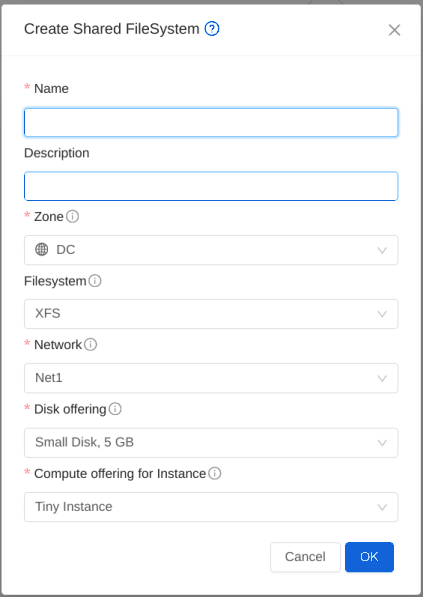 Create Shared FileSystem
* Name
Description
* Zone
DC
Filesystem
XFS
* Network
Net1
* Disk offering
Small Disk, 5 GB
* Compute offering for Instance
Tiny Instance
Cancel OK